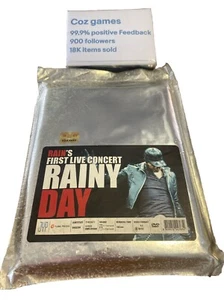 Coz games
99.9% positive Feedback
900 followers
18K Items sold
RAIN'S
FIRST LIVE CONCERT
RAINY
DAY